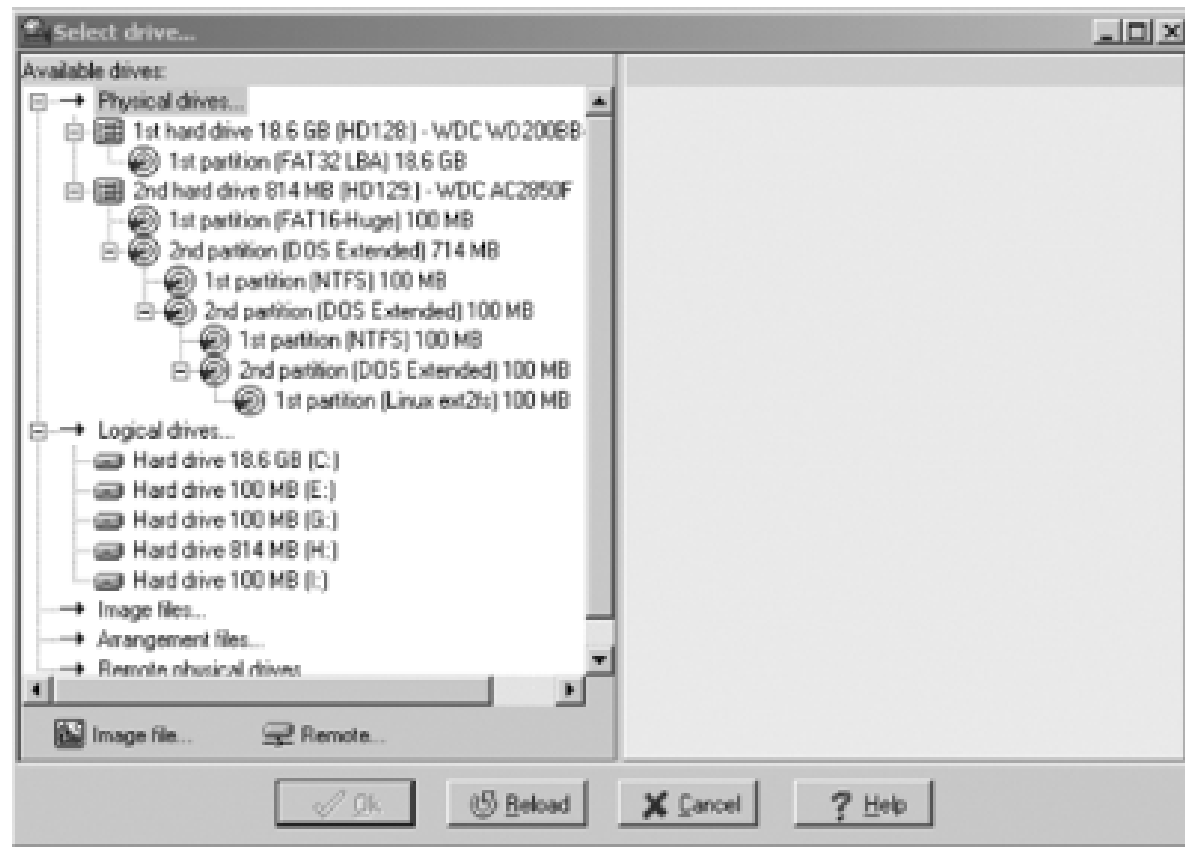 Select drive...
Available drives:
Physical drives...
1st hard drive 18.6 GB (HD128:) - WDC WD200BB-
1st partition (FAT32 LBA) 18.6 GB
2nd hard drive 814 MB (HD129:) - WDC AC2850F
1st partition (FAT16-Huge) 100 MB
2nd partition (DOS Extended) 714 MB
1st partition (NTFS) 100 MB
2nd partition (DOS Extended) 100 MB
1st partition (NTFS) 100 MB
2nd partition (DOS Extended) 100 MB
1st partition (Linux ext2fs) 100 MB
Logical drives...
Hard drive 18.6 GB (C:)
Hard drive 100 MB (E:)
Hard drive 100 MB (G:)
Hard drive 814 MB (H:)
Hard drive 100 MB (I:)
Image files...
Arrangement files...
Remote physical drives
Image file... Remote...
Ok Reload Cancel Help